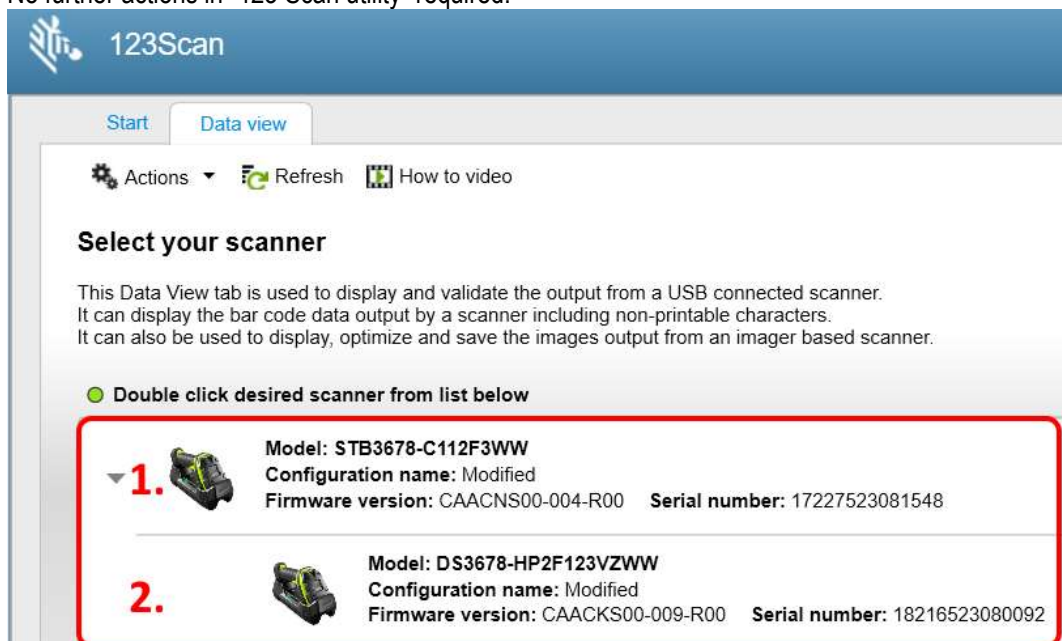 No further actions in "123 Scan utility" required.
123Scan
Start Data view
Actions Refresh How to video
Select your scanner
This Data View tab is used to display and validate the output from a USB connected scanner.
It can display the bar code data output by a scanner including non-printable characters.
It can also be used to display, optimize and save the images output from an imager based scanner.
Double click desired scanner from list below
1.
Model: STB3678-C112F3WW
Configuration name: Modified
Firmware version: CAACNS00-004-R00 Serial number: 17227523081548
2.
Model: DS3678-HP2F123VZWW
Configuration name: Modified
Firmware version: CAACKS00-009-R00 Serial number: 18216523080092